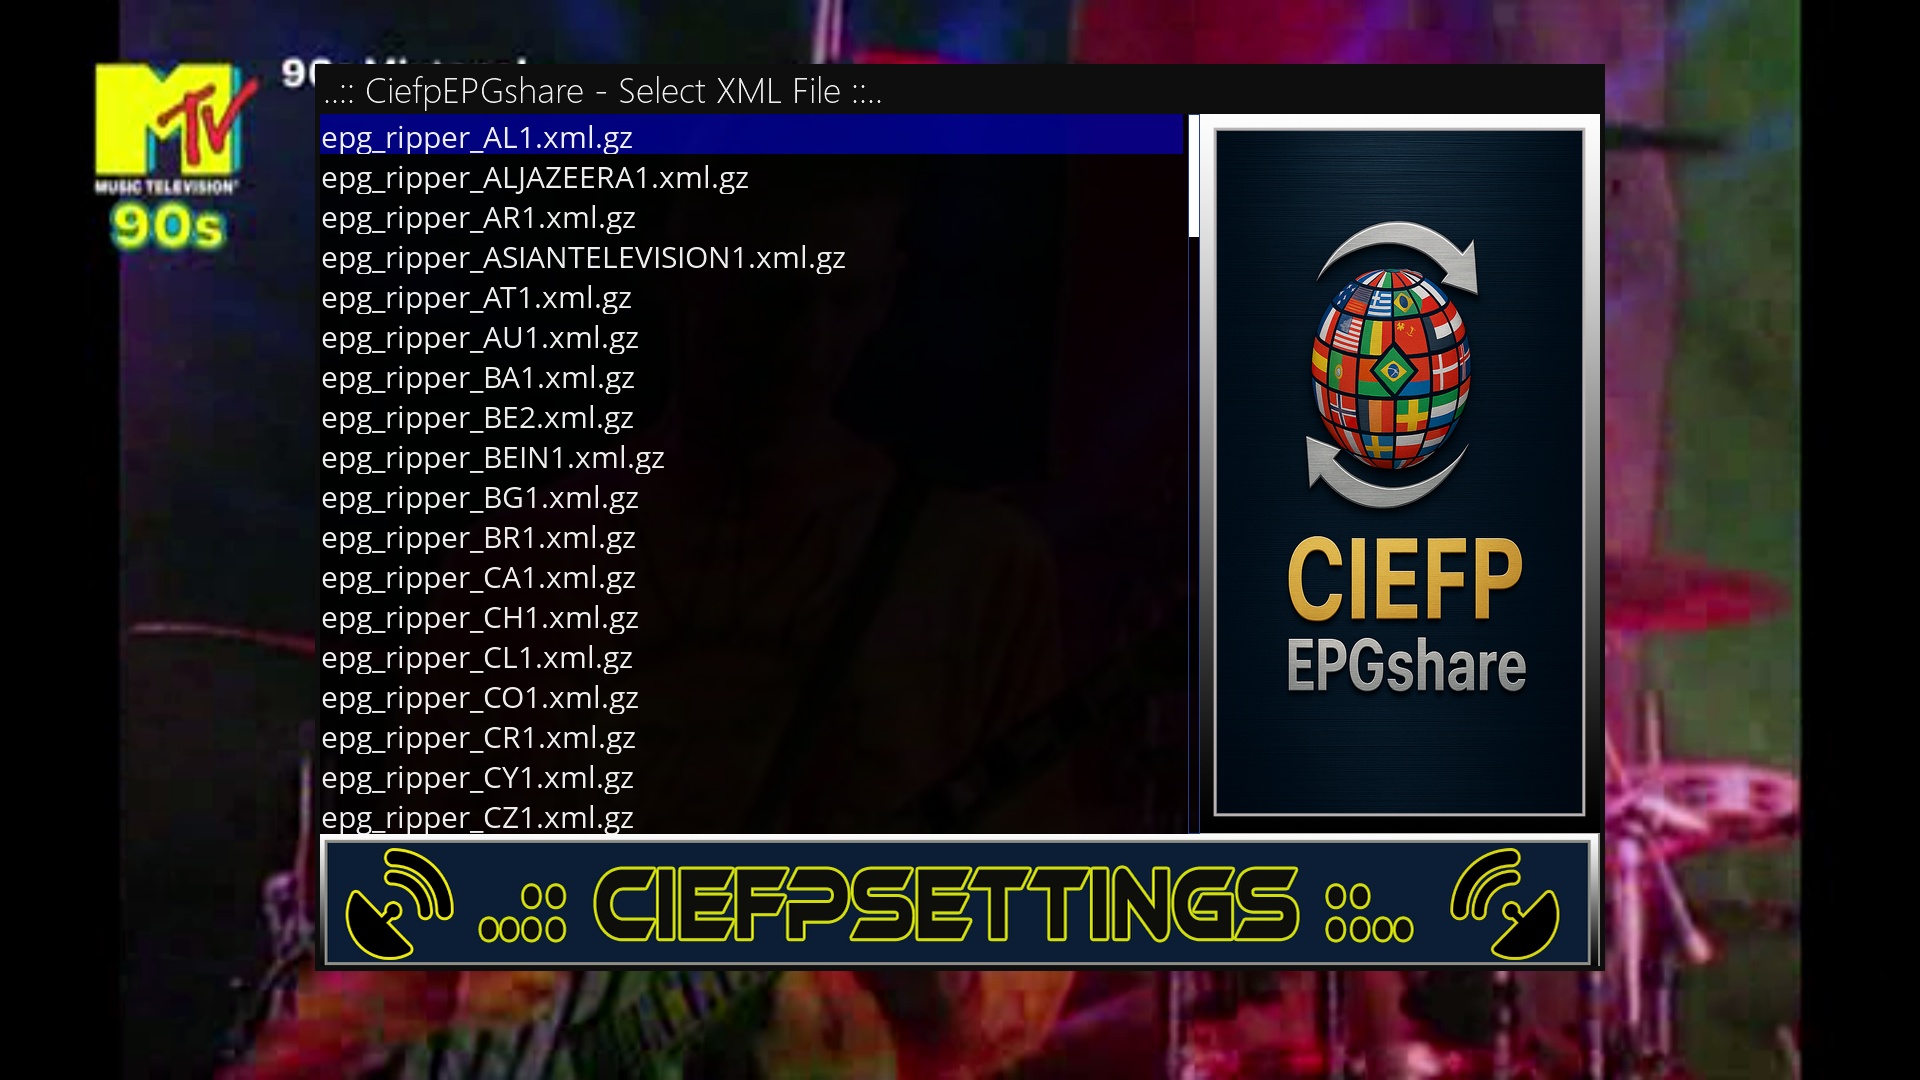 MTV
MUSIC TELEVISION
90s
..:: CiefpEPGshare - Select XML File ::..
epg_ripper_AL1.xml.gz
epg_ripper_ALJAZEERA1.xml.gz
epg_ripper_AR1.xml.gz
epg_ripper_ASIANTELEVISION1.xml.gz
epg_ripper_AT1.xml.gz
epg_ripper_AU1.xml.gz
epg_ripper_BA1.xml.gz
epg_ripper_BE2.xml.gz
epg_ripper_BEIN1.xml.gz
epg_ripper_BG1.xml.gz
epg_ripper_BR1.xml.gz
epg_ripper_CA1.xml.gz
epg_ripper_CH1.xml.gz
epg_ripper_CL1.xml.gz
epg_ripper_CO1.xml.gz
epg_ripper_CR1.xml.gz
epg_ripper_CY1.xml.gz
epg_ripper_CZ1.xml.gz
CIEFP
EPGshare
..:: CIEFPSETTINGS ::..